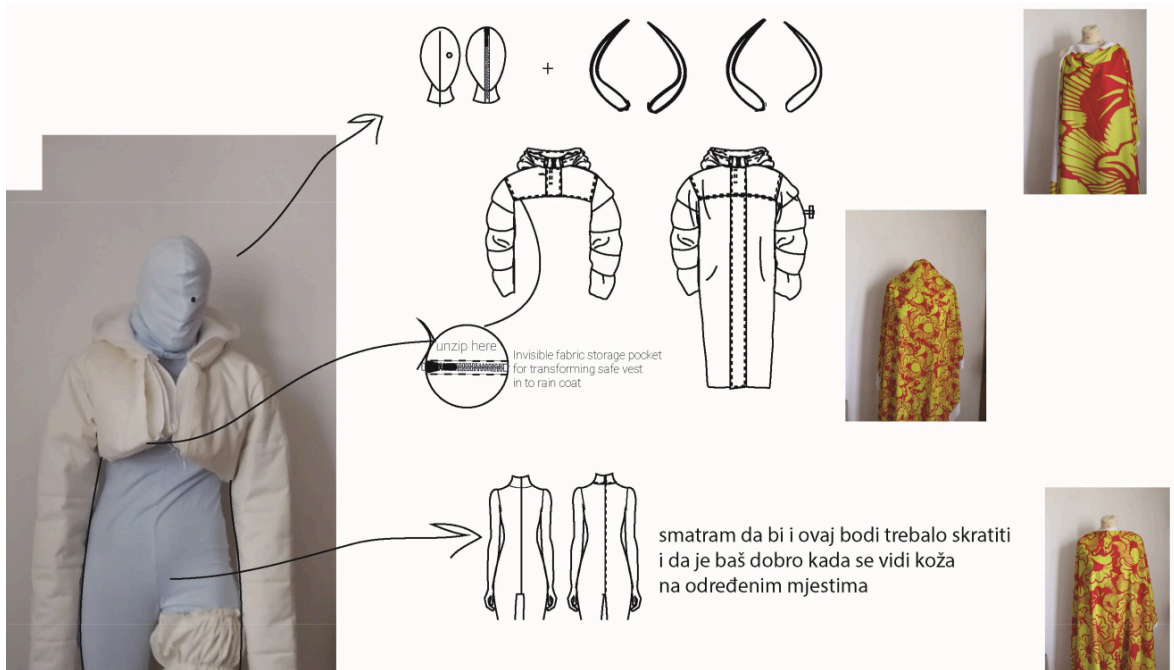 unzip here
Invisible fabric storage pocket
for transforming safe vest
in to rain coat
smatram da bi i ovaj bodi trebalo skratiti
i da je baš dobro kada se vidi koža
na određenim mjestima